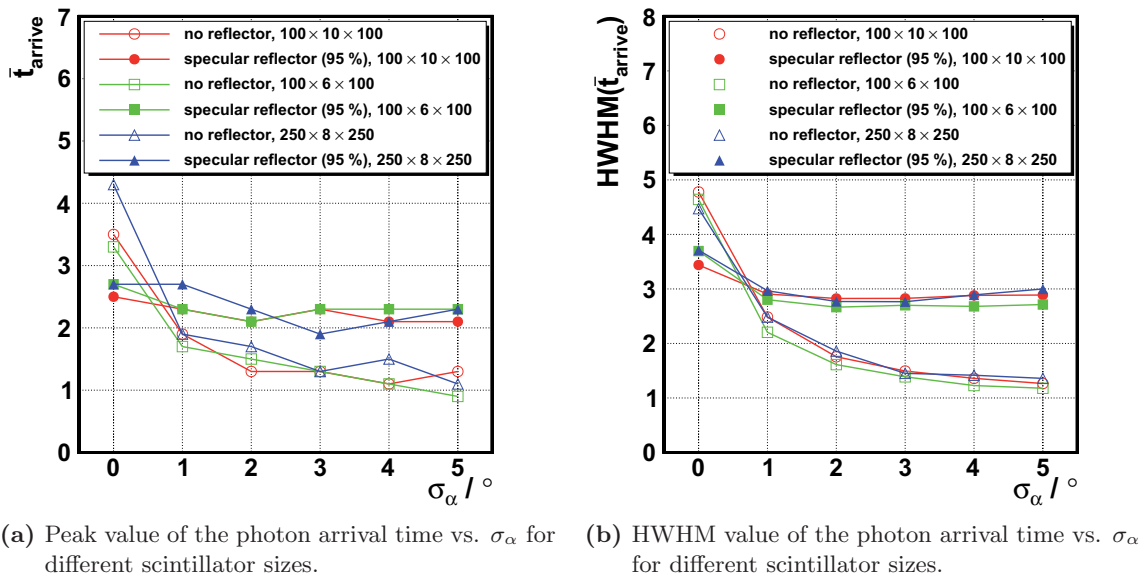 7
6
5
4
3
2
1
0
t̄arrive
no reflector, 100 × 10 × 100
specular reflector (95 %), 100 × 10 × 100
no reflector, 100 × 6 × 100
specular reflector (95 %), 100 × 6 × 100
no reflector, 250 × 8 × 250
specular reflector (95 %), 250 × 8 × 250
0 1 2 3 4 5
σα / °
(a) Peak value of the photon arrival time vs. σα for
different scintillator sizes.
8
7
6
5
4
3
2
1
0
HWHM(t̄arrive)
no reflector, 100 × 10 × 100
specular reflector (95 %), 100 × 10 × 100
no reflector, 100 × 6 × 100
specular reflector (95 %), 100 × 6 × 100
no reflector, 250 × 8 × 250
specular reflector (95 %), 250 × 8 × 250
0 1 2 3 4 5
σα / °
(b) HWHM value of the photon arrival time vs. σα
for different scintillator sizes.